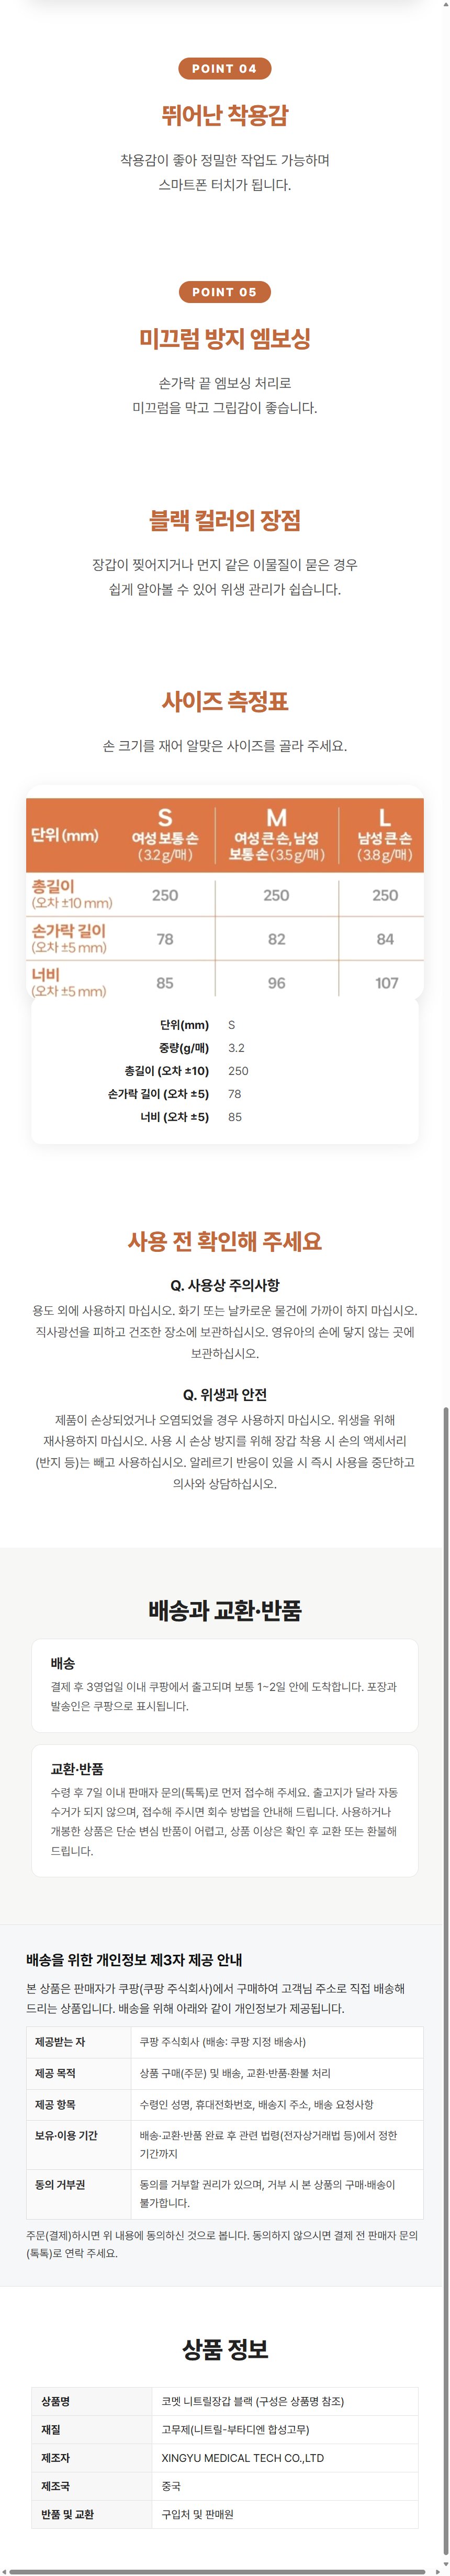 POINT 04
뛰어난 착용감
착용감이 좋아 정밀한 작업도 가능하며
스마트폰 터치가 됩니다.
POINT 05
미끄럼 방지 엠보싱
손가락 끝 엠보싱 처리로
미끄럼을 막고 그립감이 좋습니다.
블랙 컬러의 장점
장갑이 찢어지거나 먼지 같은 이물질이 묻은 경우
쉽게 알아볼 수 있어 위생 관리가 쉽습니다.
사이즈 측정표
손 크기를 재어 알맞은 사이즈를 골라 주세요.
단위(mm) S 여성 보통 손 (3.2g/매) M 여성 큰 손, 남성 보통 손(3.5g/매) L 남성 큰 손 (3.8g/매)
총길이 (오차 ±10 mm) 250 250 250
손가락 길이 (오차 ±5 mm) 78 82 84
너비 (오차 ±5 mm) 85 96 107
단위(mm) S
중량(g/매) 3.2
총길이 (오차 ±10) 250
손가락 길이 (오차 ±5) 78
너비 (오차 ±5) 85
사용 전 확인해 주세요
Q. 사용상 주의사항
용도 외에 사용하지 마십시오. 화기 또는 날카로운 물건에 가까이 하지 마십시오.
직사광선을 피하고 건조한 장소에 보관하십시오. 영유아의 손에 닿지 않는 곳에
보관하십시오.
Q. 위생과 안전
제품이 손상되었거나 오염되었을 경우 사용하지 마십시오. 위생을 위해
재사용하지 마십시오. 사용 시 손상 방지를 위해 장갑 착용 시 손의 액세서리
(반지 등)는 빼고 사용하십시오. 알레르기 반응이 있을 시 즉시 사용을 중단하고
의사와 상담하십시오.
배송과 교환·반품
배송
결제 후 3영업일 이내 쿠팡에서 출고되며 보통 1~2일 안에 도착합니다. 포장과
발송인은 쿠팡으로 표시됩니다.
교환·반품
수령 후 7일 이내 판매자 문의(톡톡)로 먼저 접수해 주세요. 출고지가 달라 자동
수거가 되지 않으며, 접수해 주시면 회수 방법을 안내해 드립니다. 사용하거나
개봉한 상품은 단순 변심 반품이 어렵고, 상품 이상은 확인 후 교환 또는 환불해
드립니다.
배송을 위한 개인정보 제3자 제공 안내
본 상품은 판매자가 쿠팡(쿠팡 주식회사)에서 구매하여 고객님 주소로 직접 배송해
드리는 상품입니다. 배송을 위해 아래와 같이 개인정보가 제공됩니다.
제공받는 자 쿠팡 주식회사 (배송: 쿠팡 지정 배송사)
제공 목적 상품 구매(주문) 및 배송, 교환·반품·환불 처리
제공 항목 수령인 성명, 휴대전화번호, 배송지 주소, 배송 요청사항
보유·이용 기간 배송·교환·반품 완료 후 관련 법령(전자상거래법 등)에서 정한
기간까지
동의 거부권 동의를 거부할 권리가 있으며, 거부 시 본 상품의 구매·배송이
불가합니다.
주문(결제)하시면 위 내용에 동의하신 것으로 봅니다. 동의하지 않으시면 결제 전 판매자 문의
(톡톡)로 연락 주세요.
상품 정보
상품명 코멧 니트릴장갑 블랙 (구성은 상품명 참조)
재질 고무제(니트릴-부타디엔 합성고무)
제조자 XINGYU MEDICAL TECH CO.,LTD
제조국 중국
반품 및 교환 구입처 및 판매원